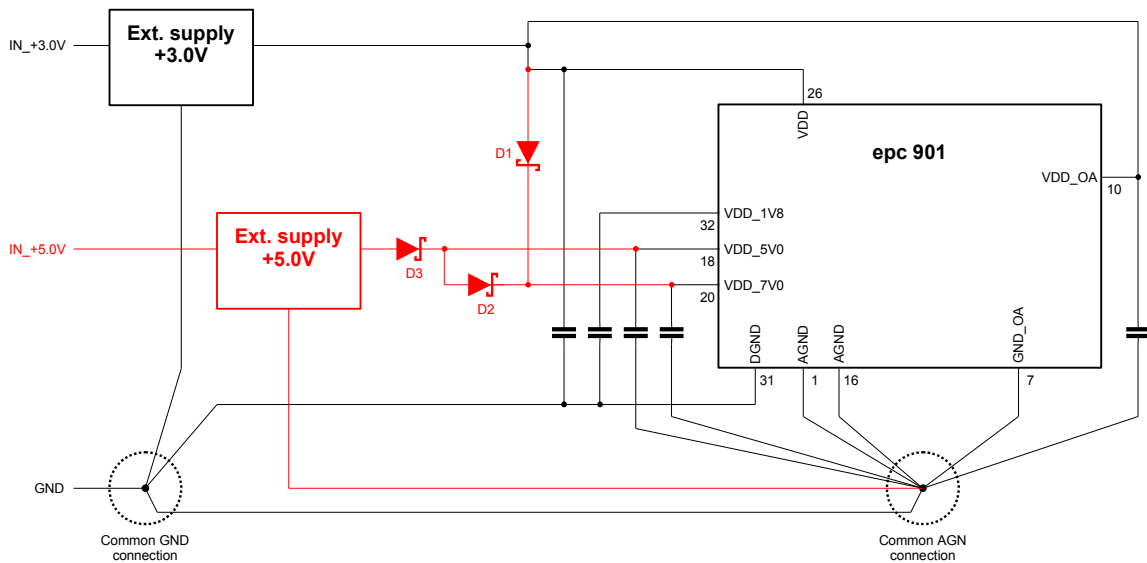 Ext. supply
+3.0V
IN_+3.0V
26
VDD
D1
epc 901
VDD_OA
10
VDD_1V8
32
Ext. supply
+5.0V
IN_+5.0V
D3
VDD_5V0
18
D2
VDD_7V0
20
DGND
AGND
AGND
GND_OA
31
1
16
7
GND
Common GND
connection
Common AGN
connection